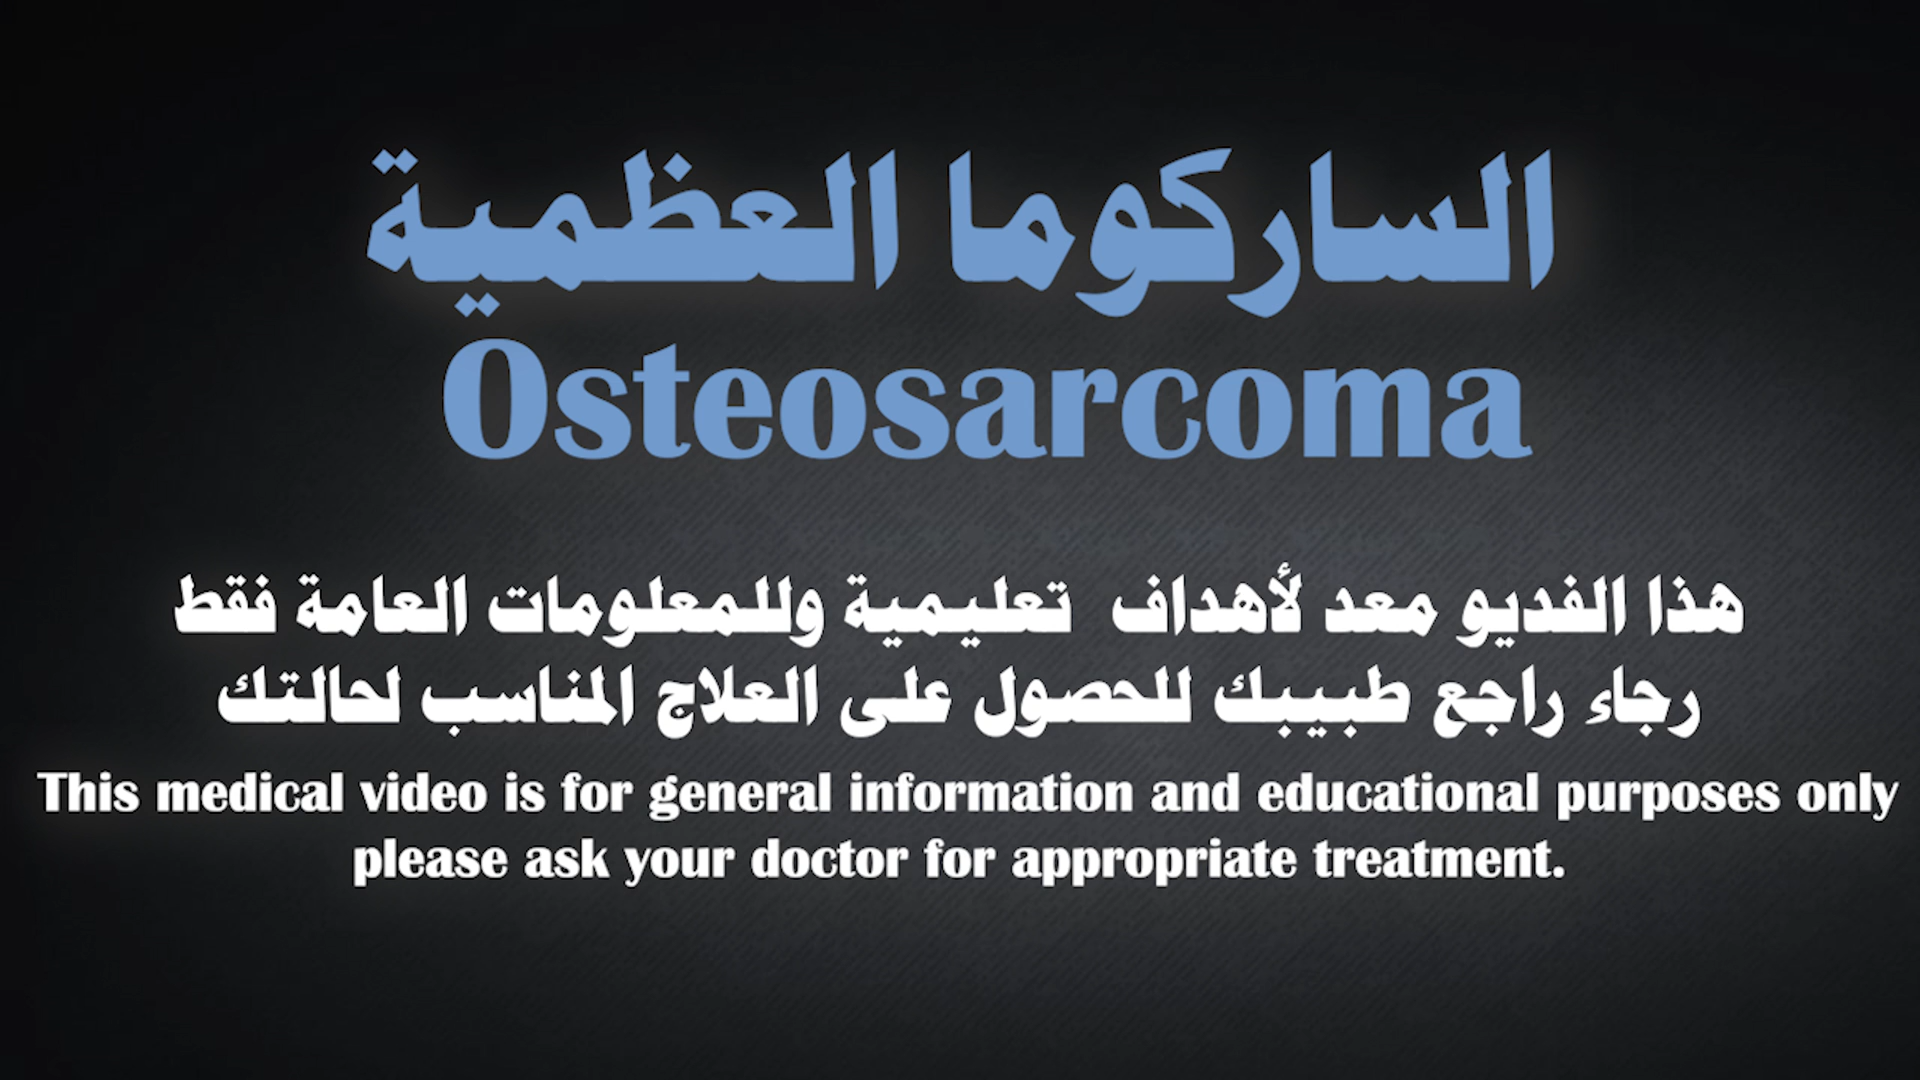 الساركوما العظمية
Osteosarcoma
هذا الفديو معد لأهداف تعليمية وللمعلومات العامة فقط
رجاء راجع طبيبك للحصول على العلاج المناسب لحالتك
This medical video is for general information and educational purposes only
please ask your doctor for appropriate treatment.